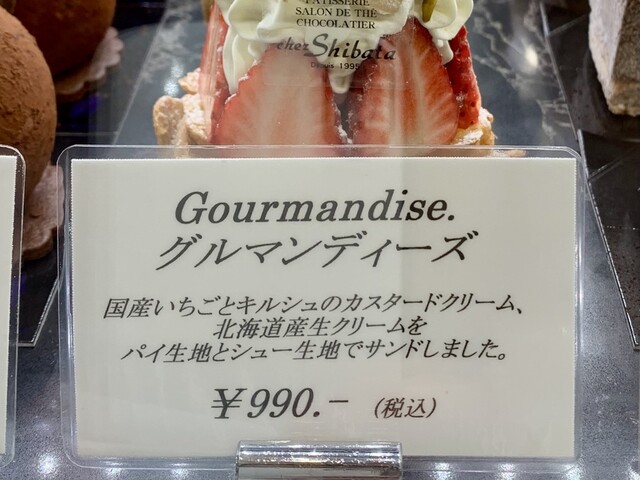 PATISSERIE
SALON DE THÉ
CHOCOLATIER
chez Shibata
Depuis 1995
Gourmandise.
グルマンディーズ
国産いちごとキルシュのカスタードクリーム、
北海道産生クリームを
パイ生地とシュー生地でサンドしました。
￥990.-　(税込)